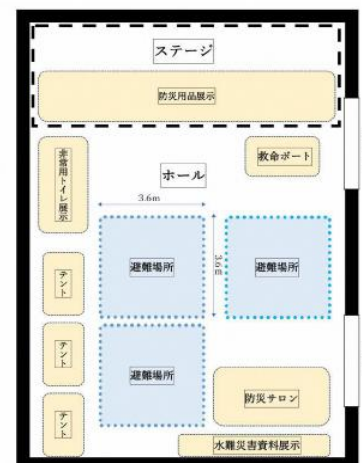 ステージ
防災用品展示
非常用トイレ展示
救命ボート
ホール
3.6m
3.6m
避難場所
避難場所
テント
テント
避難場所
テント
防災サロン
水難災害資料展示